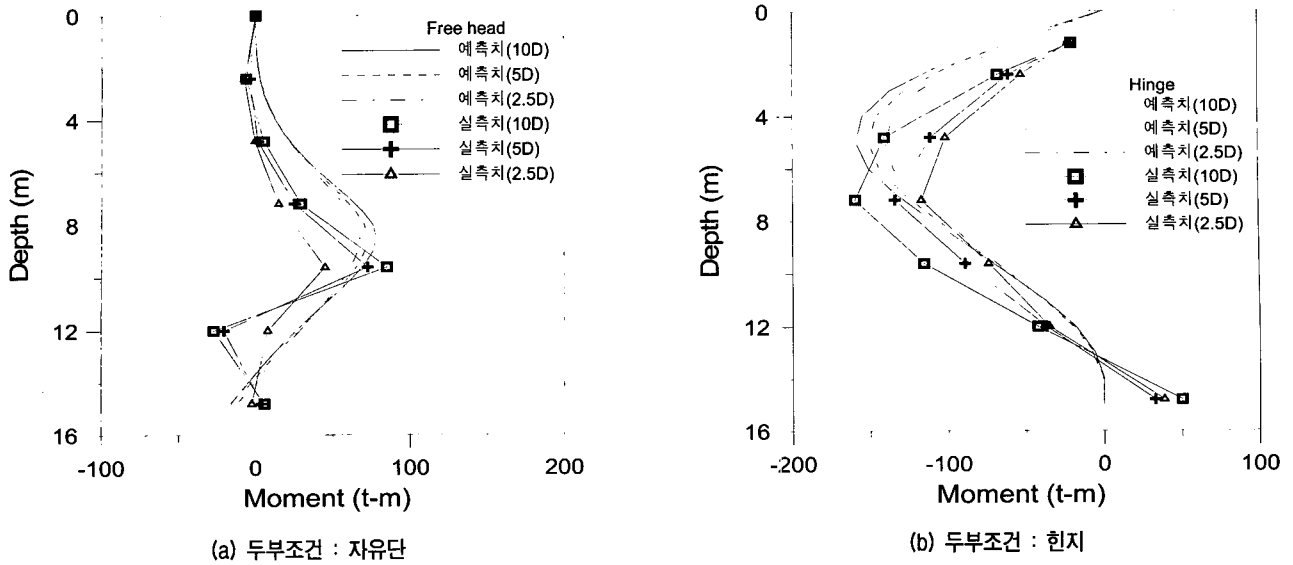 Free head
예측치(10D)
예측치(5D)
예측치(2.5D)
실측치(10D)
실측치(5D)
실측치(2.5D)
0
4
8
12
16
Depth (m)
-100
0
100
200
Moment (t-m)
(a) 두부조건 : 자유단
Hinge
예측치(10D)
예측치(5D)
예측치(2.5D)
실측치(10D)
실측치(5D)
실측치(2.5D)
0
4
8
12
16
Depth (m)
-200
-100
0
100
Moment (t-m)
(b) 두부조건 : 힌지